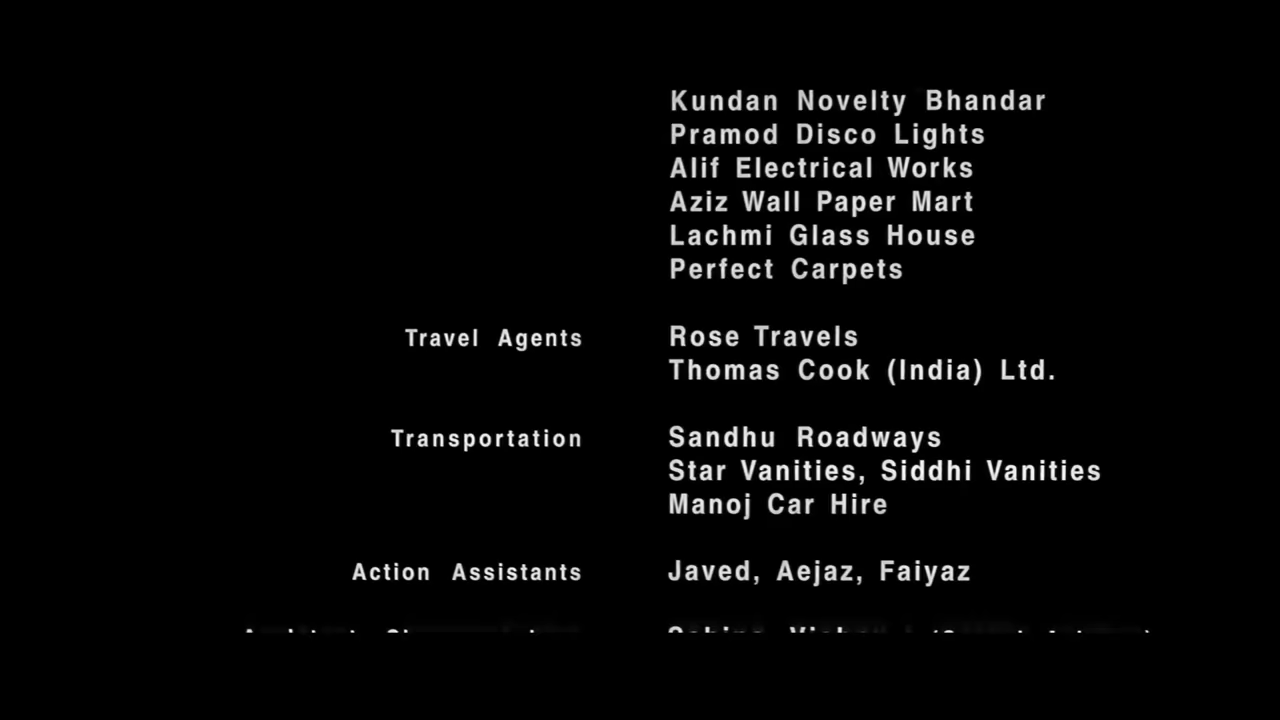 Kundan Novelty Bhandar
Pramod Disco Lights
Alif Electrical Works
Aziz Wall Paper Mart
Lachmi Glass House
Perfect Carpets
Travel Agents Rose Travels
Thomas Cook (India) Ltd.
Transportation Sandhu Roadways
Star Vanities, Siddhi Vanities
Manoj Car Hire
Action Assistants Javed, Aejaz, Faiyaz